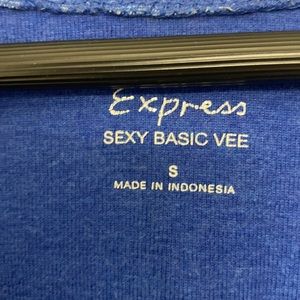 Express
SEXY BASIC VEE
S
MADE IN INDONESIA